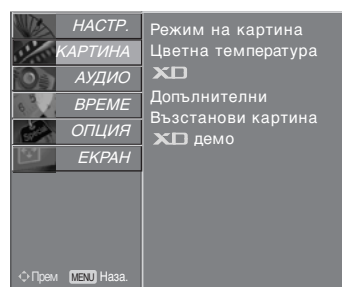 НАСТР.
КАРТИНА
АУДИО
ВРЕМЕ
ОПЦИЯ
ЕКРАН
Режим на картина
Цветна температура
XD
Допълнителни
Възстанови картина
XD демо
Прем MENU Наза.